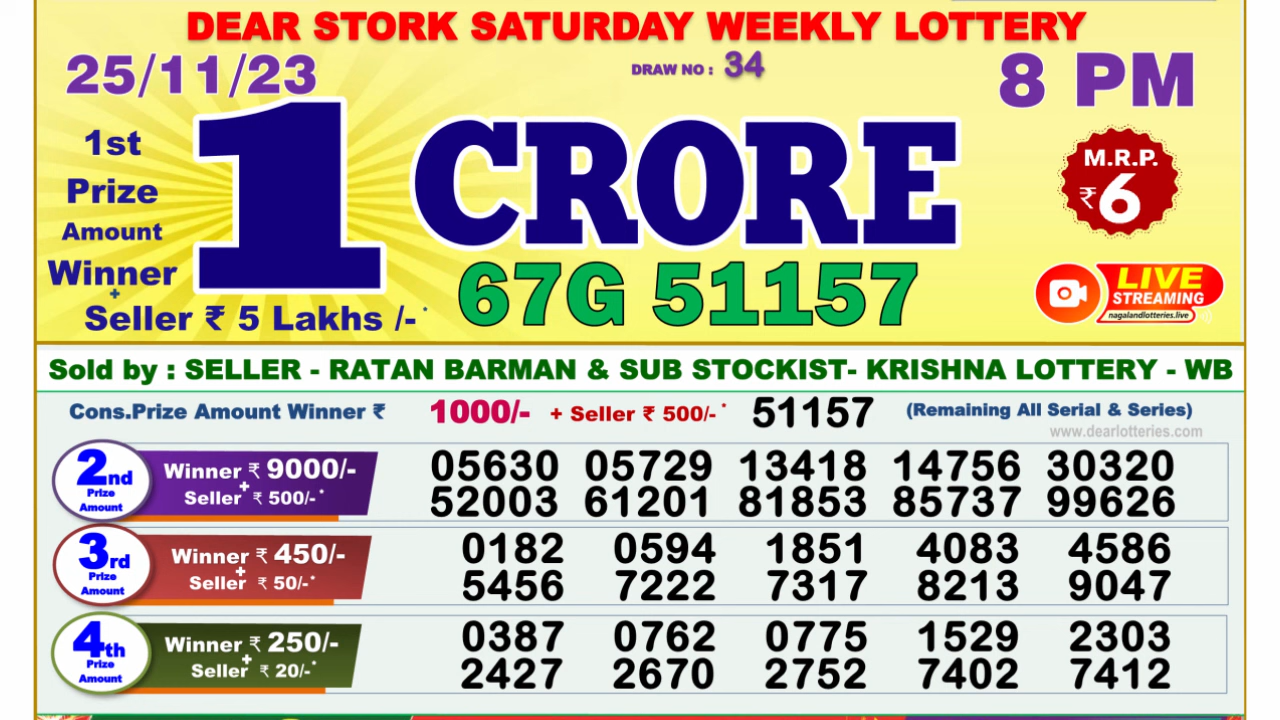 DEAR STORK SATURDAY WEEKLY LOTTERY
25/11/23
DRAW NO : 34
8 PM
1st
Prize
Amount
Winner
+
Seller ₹ 5 Lakhs /-*
1 CRORE
67G 51157
M.R.P.
₹6
LIVE
STREAMING
nagalandlotteries.live
Sold by : SELLER - RATAN BARMAN & SUB STOCKIST- KRISHNA LOTTERY - WB
Cons.Prize Amount Winner ₹ 1000/- + Seller ₹ 500/-* 51157 (Remaining All Serial & Series)
www.dearlotteries.com
2nd
Prize
Amount
Winner ₹ 9000/-
+
Seller ₹ 500/-*
05630 05729 13418 14756 30320
52003 61201 81853 85737 99626
3rd
Prize
Amount
Winner ₹ 450/-
+
Seller ₹ 50/-*
0182 0594 1851 4083 4586
5456 7222 7317 8213 9047
4th
Prize
Amount
Winner ₹ 250/-
+
Seller ₹ 20/-*
0387 0762 0775 1529 2303
2427 2670 2752 7402 7412